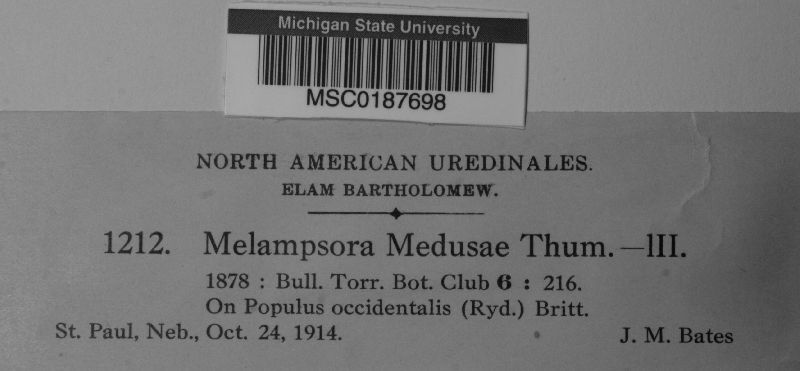 Michigan State University
MSC0187698
NORTH AMERICAN UREDINALES.
ELAM BARTHOLOMEW.
1212. Melampsora Medusae Thum.—III.
1878 : Bull. Torr. Bot. Club 6 : 216.
On Populus occidentalis (Ryd.) Britt.
St. Paul, Neb., Oct. 24, 1914. J. M. Bates